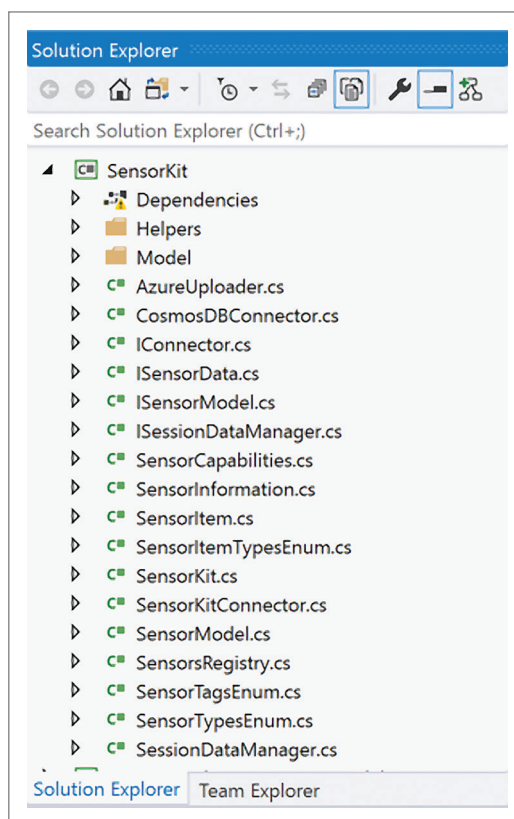 Solution Explorer
Search Solution Explorer (Ctrl+;)
C# SensorKit
Dependencies
Helpers
Model
C# AzureUploader.cs
C# CosmosDBConnector.cs
C# IConnector.cs
C# ISensorData.cs
C# ISensorModel.cs
C# ISessionDataManager.cs
C# SensorCapabilities.cs
C# SensorInformation.cs
C# SensorItem.cs
C# SensorItemTypesEnum.cs
C# SensorKit.cs
C# SensorKitConnector.cs
C# SensorModel.cs
C# SensorsRegistry.cs
C# SensorTagsEnum.cs
C# SensorTypesEnum.cs
C# SessionDataManager.cs
Solution Explorer Team Explorer